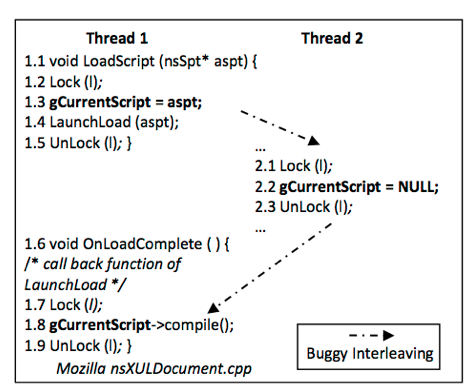 Thread 1
Thread 2
1.1 void LoadScript (nsSpt* aspt) {
1.2 Lock (l);
1.3 gCurrentScript = aspt;
1.4 LaunchLoad (aspt);
1.5 UnLock (l); }
...
2.1 Lock (l);
2.2 gCurrentScript = NULL;
2.3 UnLock (l);
...
1.6 void OnLoadComplete ( ) {
/* call back function of
LaunchLoad */
1.7 Lock (l);
1.8 gCurrentScript->compile();
1.9 UnLock (l); }
Mozilla nsXULDocument.cpp
Buggy Interleaving